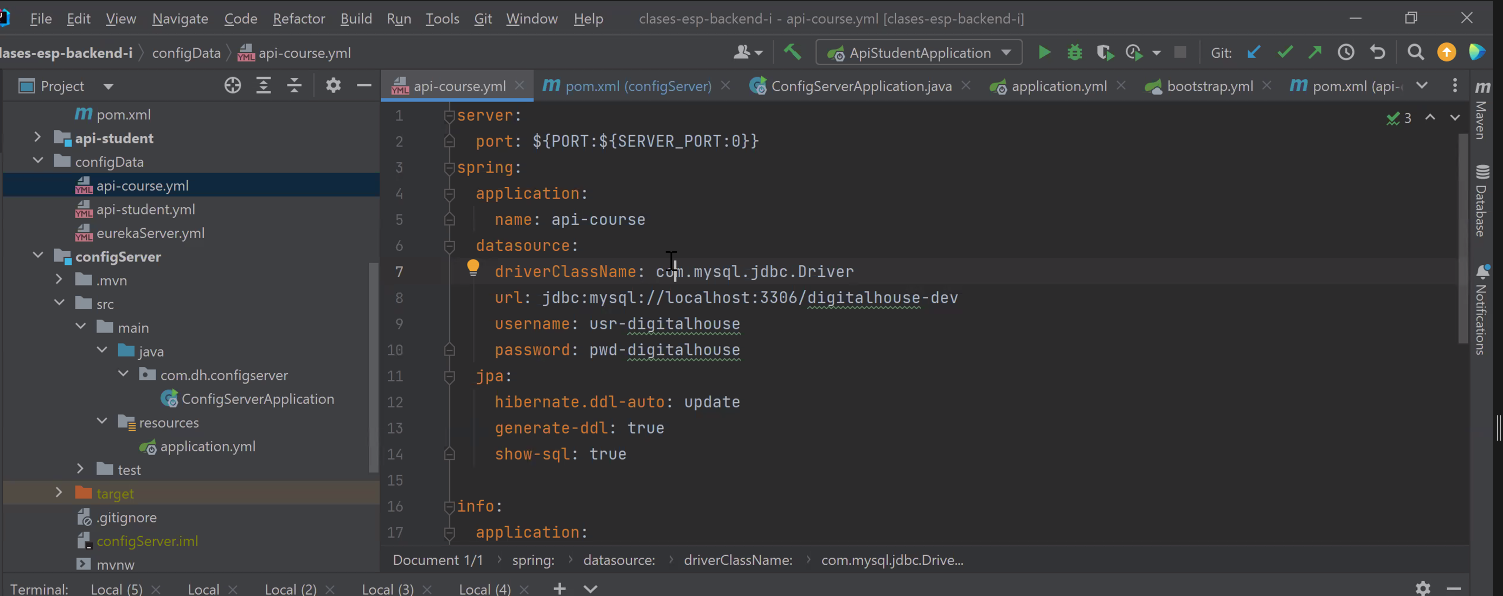 File Edit View Navigate Code Refactor Build Run Tools Git Window Help clases-esp-backend-i - api-course.yml [clases-esp-backend-i]
lases-esp-backend-i configData api-course.yml ApiStudentApplication Git:
Project api-course.yml pom.xml (configServer) ConfigServerApplication.java application.yml bootstrap.yml pom.xml (api-
pom.xml
api-student
configData
api-course.yml
api-student.yml
eurekaServer.yml
configServer
.mvn
src
main
java
com.dh.configserver
ConfigServerApplication
resources
application.yml
test
target
.gitignore
configServer.iml
mvnw
1 server:
2 port: ${PORT:${SERVER_PORT:0}}
3 spring:
4 application:
5 name: api-course
6 datasource:
7 driverClassName: com.mysql.jdbc.Driver
8 url: jdbc:mysql://localhost:3306/digitalhouse-dev
9 username: usr-digitalhouse
10 password: pwd-digitalhouse
11 jpa:
12 hibernate.ddl-auto: update
13 generate-ddl: true
14 show-sql: true
15
16 info:
17 application:
3
Maven
Database
Notifications
Document 1/1 spring: datasource: driverClassName: com.mysql.jdbc.Drive...
Terminal: Local (5) Local Local (2) Local (3) Local (4)